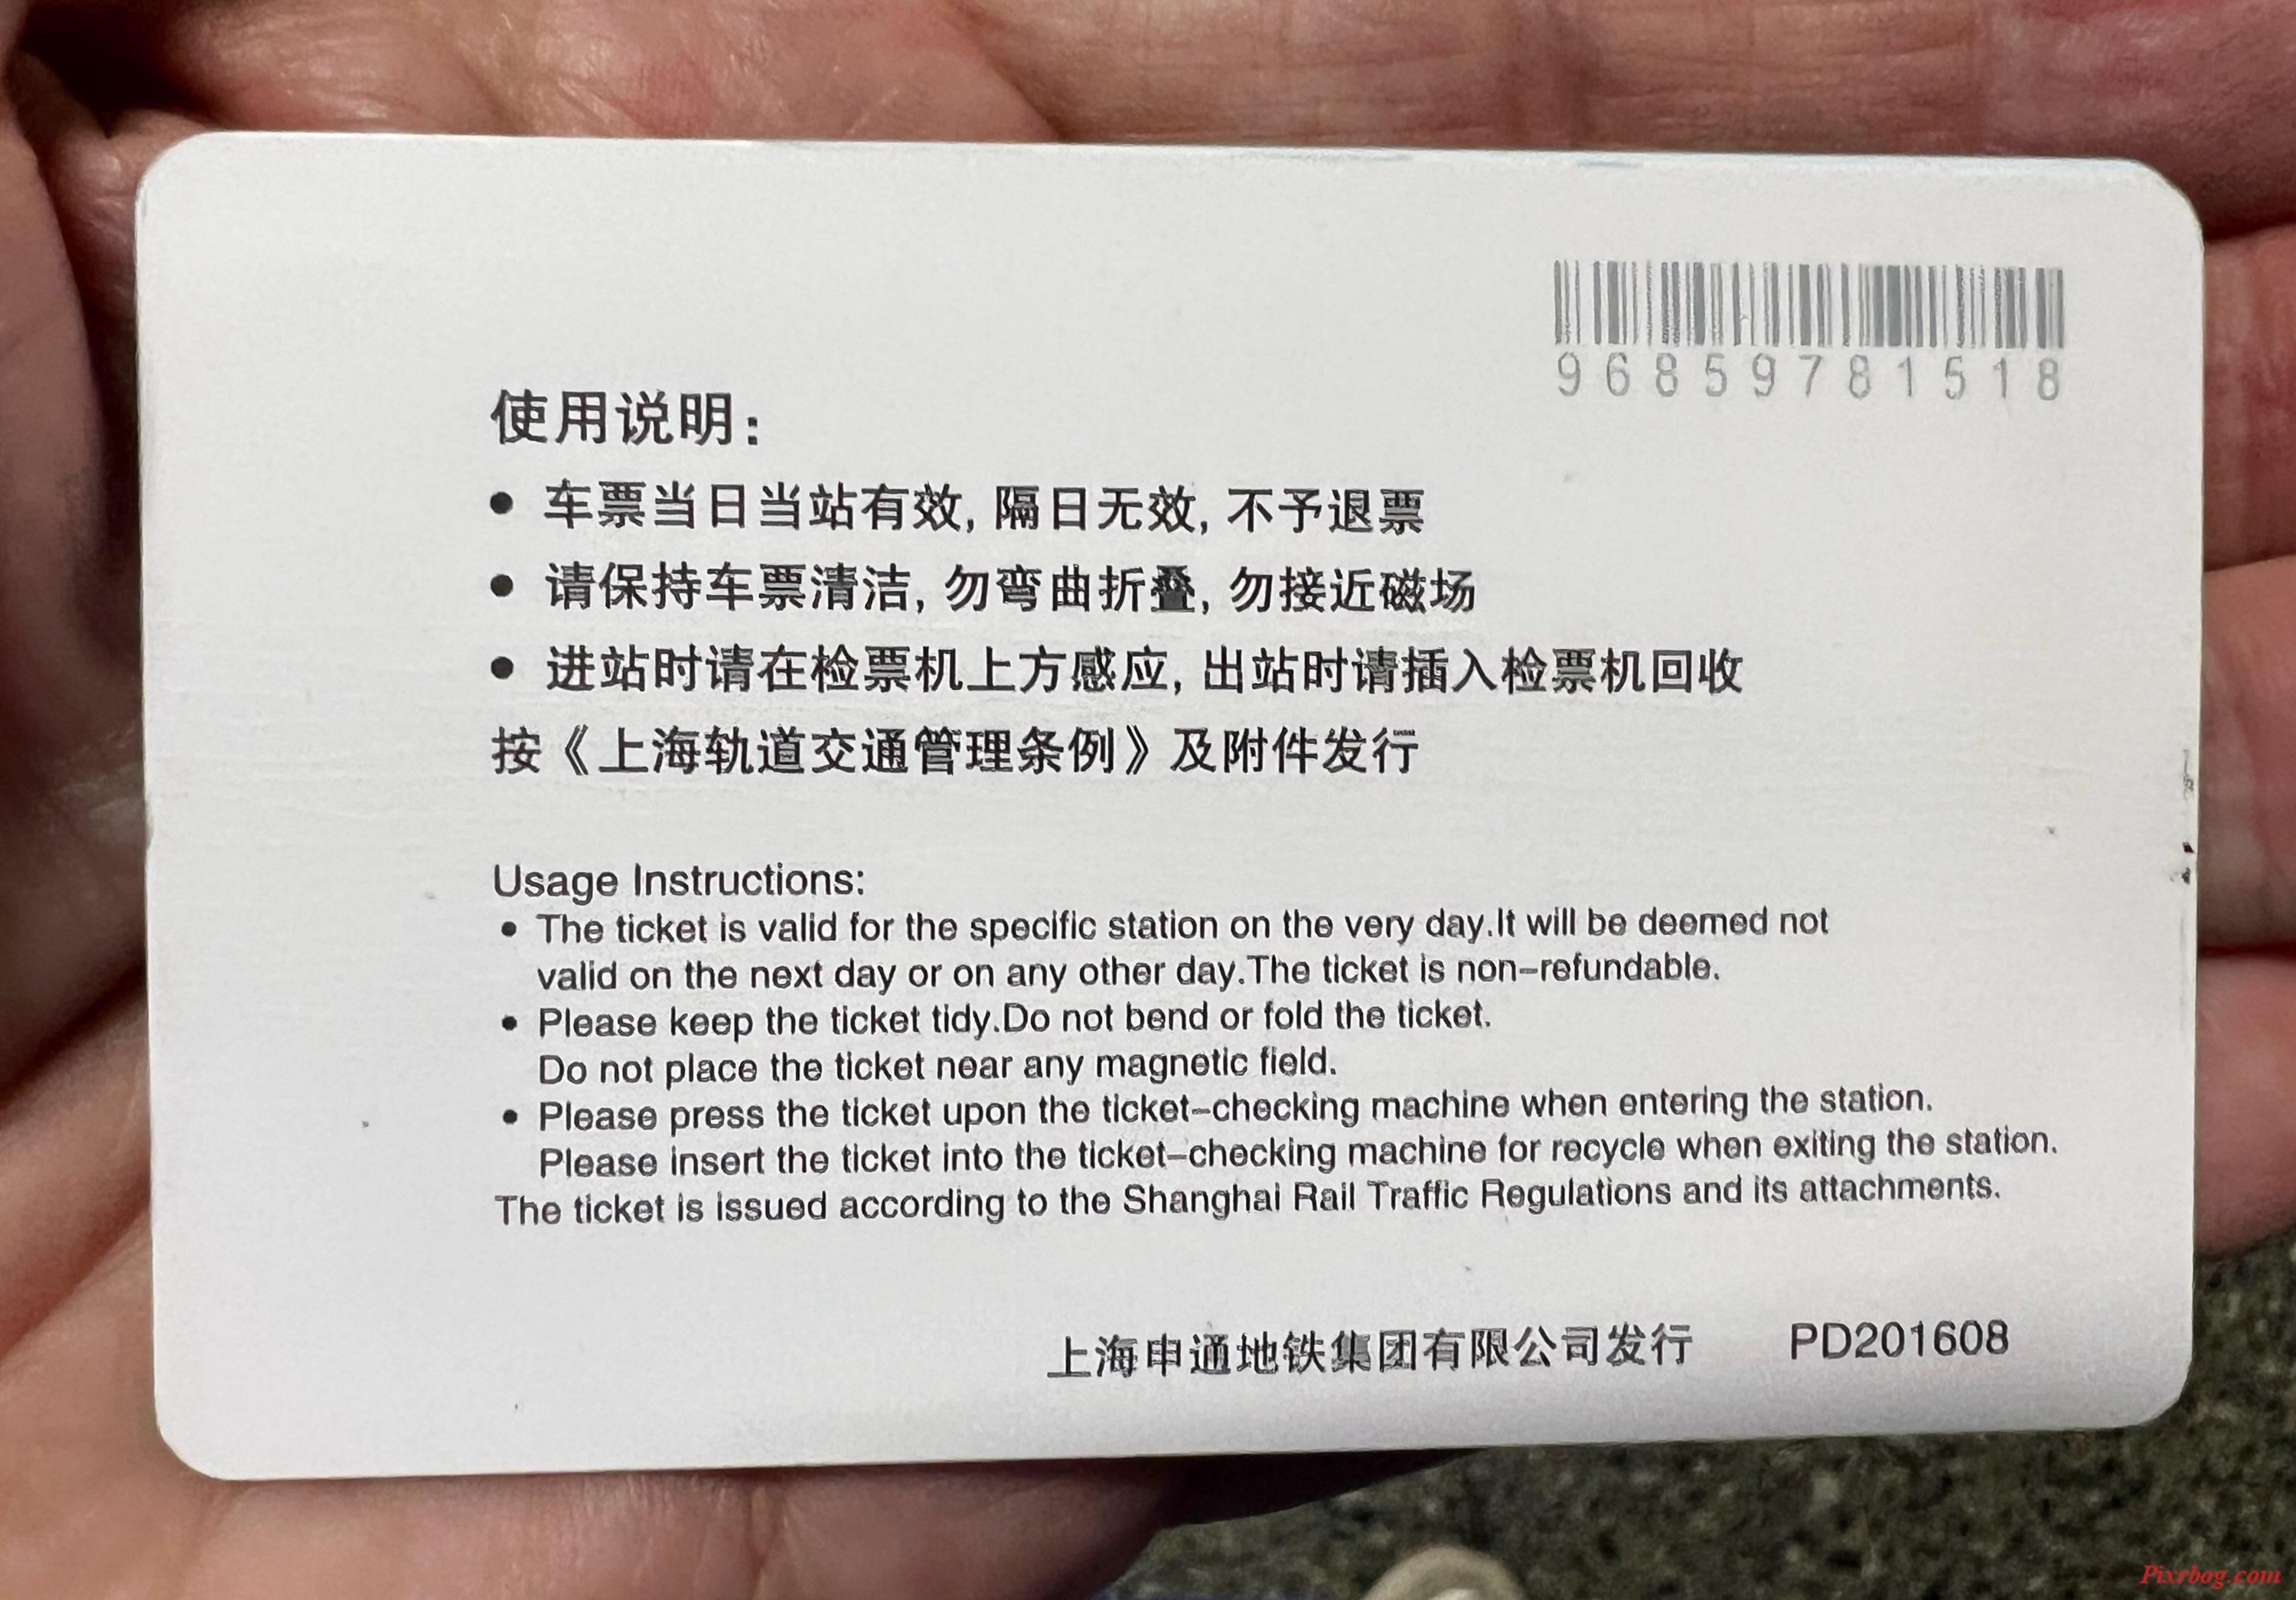 96859781518
使用说明:
• 车票当日当站有效, 隔日无效, 不予退票
• 请保持车票清洁, 勿弯曲折叠, 勿接近磁场
• 进站时请在检票机上方感应, 出站时请插入检票机回收
按《上海轨道交通管理条例》及附件发行
Usage Instructions:
• The ticket is valid for the specific station on the very day.It will be deemed not
valid on the next day or on any other day.The ticket is non-refundable.
• Please keep the ticket tidy.Do not bend or fold the ticket.
Do not place the ticket near any magnetic field.
• Please press the ticket upon the ticket-checking machine when entering the station.
Please insert the ticket into the ticket-checking machine for recycle when exiting the station.
The ticket is issued according to the Shanghai Rail Traffic Regulations and its attachments.
上海申通地铁集团有限公司发行 PD201608
Pixrbog.com